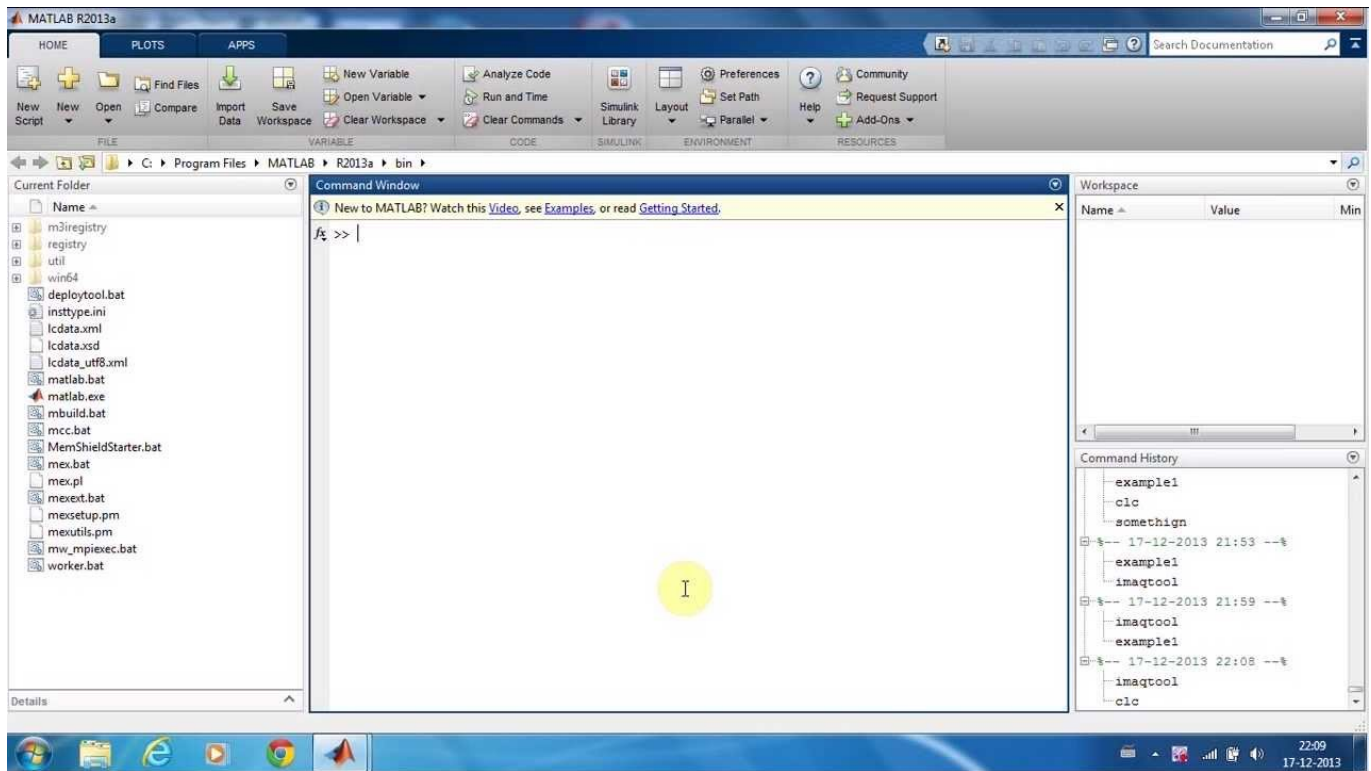 MATLAB R2013a
HOME PLOTS APPS
Search Documentation
New Script
New
Open
Find Files
Compare
Import Data
Save Workspace
New Variable
Open Variable
Clear Workspace
Analyze Code
Run and Time
Clear Commands
Simulink Library
Layout
Preferences
Set Path
Parallel
Help
Community
Request Support
Add-Ons
FILE VARIABLE CODE SIMULINK ENVIRONMENT RESOURCES
C: Program Files MATLAB R2013a bin
Current Folder
Name
m3iregistry
registry
util
win64
deploytool.bat
insttype.ini
lcdata.xml
lcdata.xsd
lcdata_utf8.xml
matlab.bat
matlab.exe
mbuild.bat
mcc.bat
MemShieldStarter.bat
mex.bat
mex.pl
mexext.bat
mexsetup.pm
mexutils.pm
mw_mpiexec.bat
worker.bat
Details
Command Window
New to MATLAB? Watch this Video, see Examples, or read Getting Started.
fx >>
Workspace
Name Value Min
Command History
example1
clc
somethign
%-- 17-12-2013 21:53 --%
example1
imaqtool
%-- 17-12-2013 21:59 --%
imaqtool
example1
%-- 17-12-2013 22:08 --%
imaqtool
clc
22:09
17-12-2013